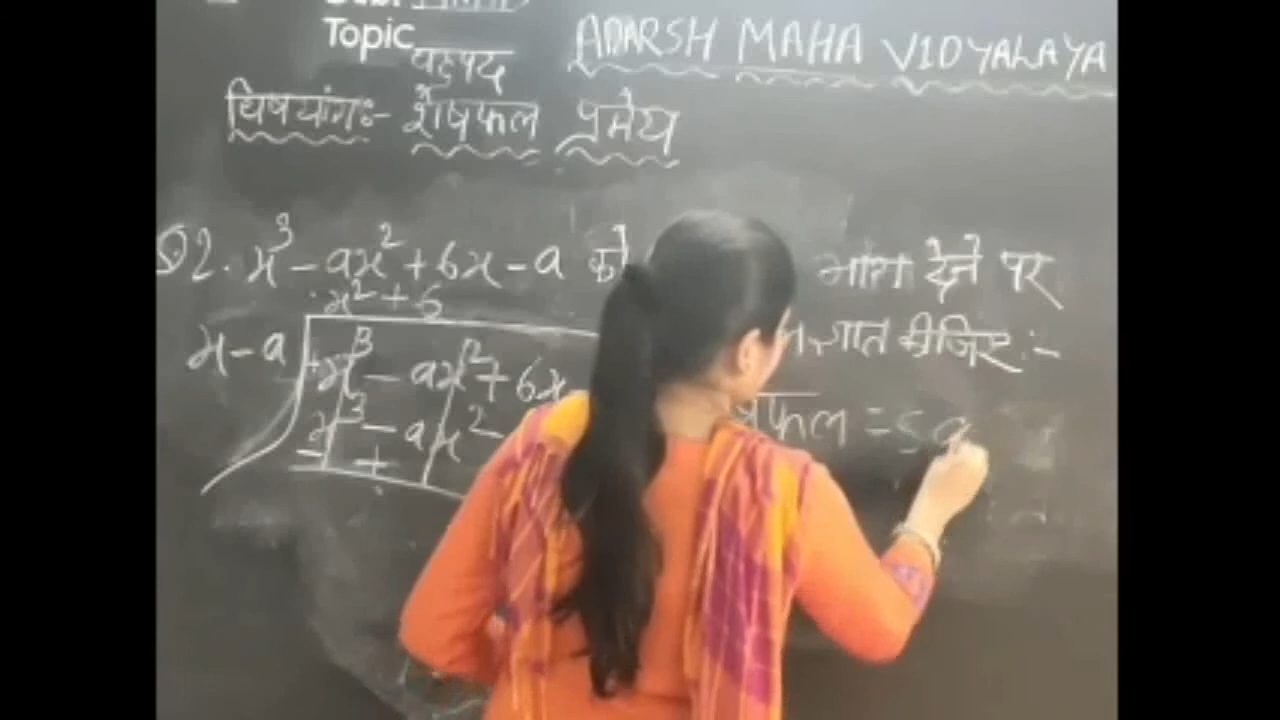 Topic
ADARSH MAHA VIDYALAYA
बहुपद
विषयांगः- शेषफल प्रमेय
Q2. x³ - ax² + 6x - a को भाग देने पर
ज्ञात कीजिए :-
x² + 6
x - a
x³ - ax² + 6x
x³ - ax²
- +
फल = 5a